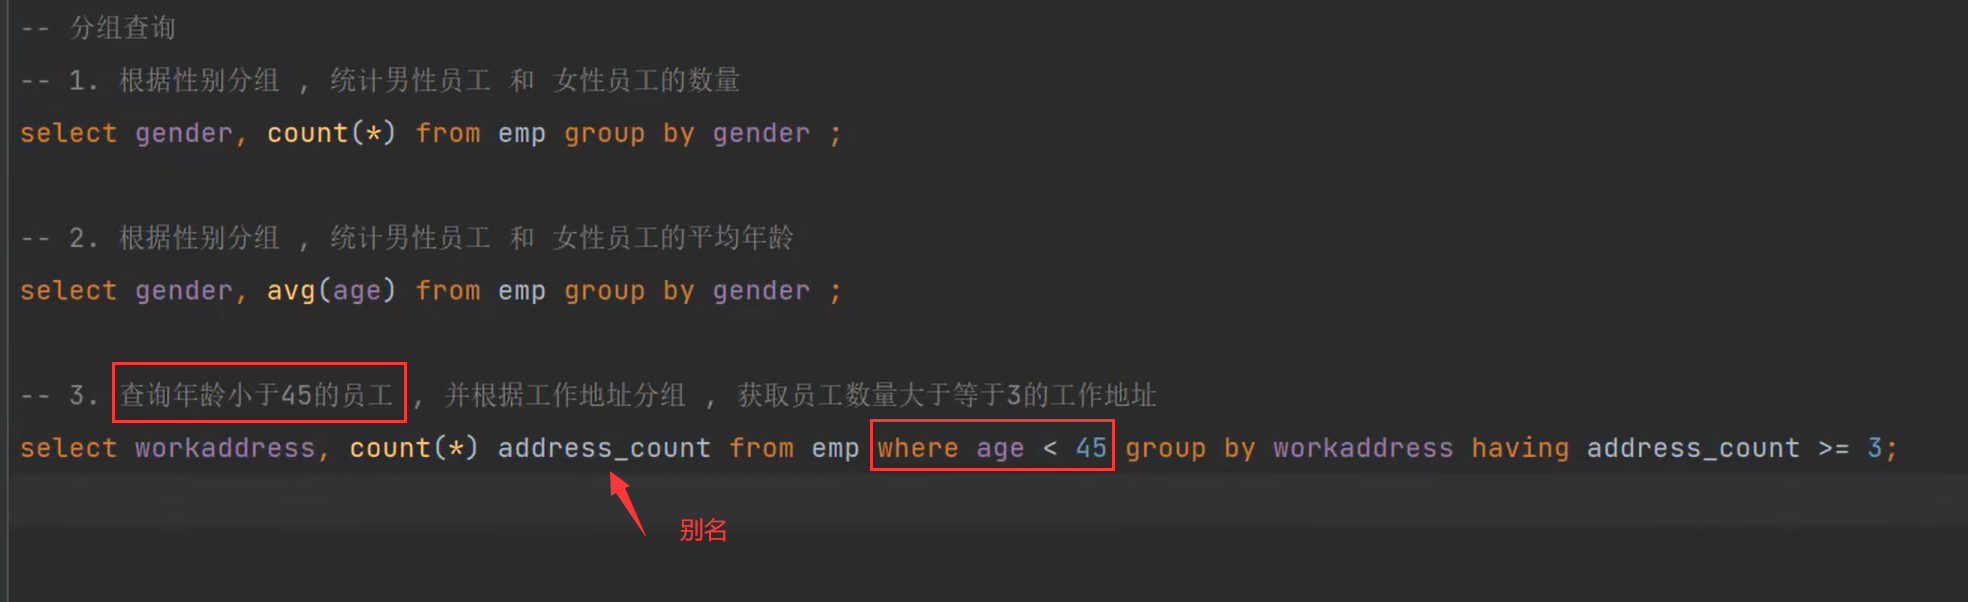 -- 分组查询
-- 1. 根据性别分组 , 统计男性员工 和 女性员工的数量
select gender, count(*) from emp group by gender ;
-- 2. 根据性别分组 , 统计男性员工 和 女性员工的平均年龄
select gender, avg(age) from emp group by gender ;
-- 3. 查询年龄小于45的员工 , 并根据工作地址分组 , 获取员工数量大于等于3的工作地址
select workaddress, count(*) address_count from emp where age < 45 group by workaddress having address_count >= 3;
别名